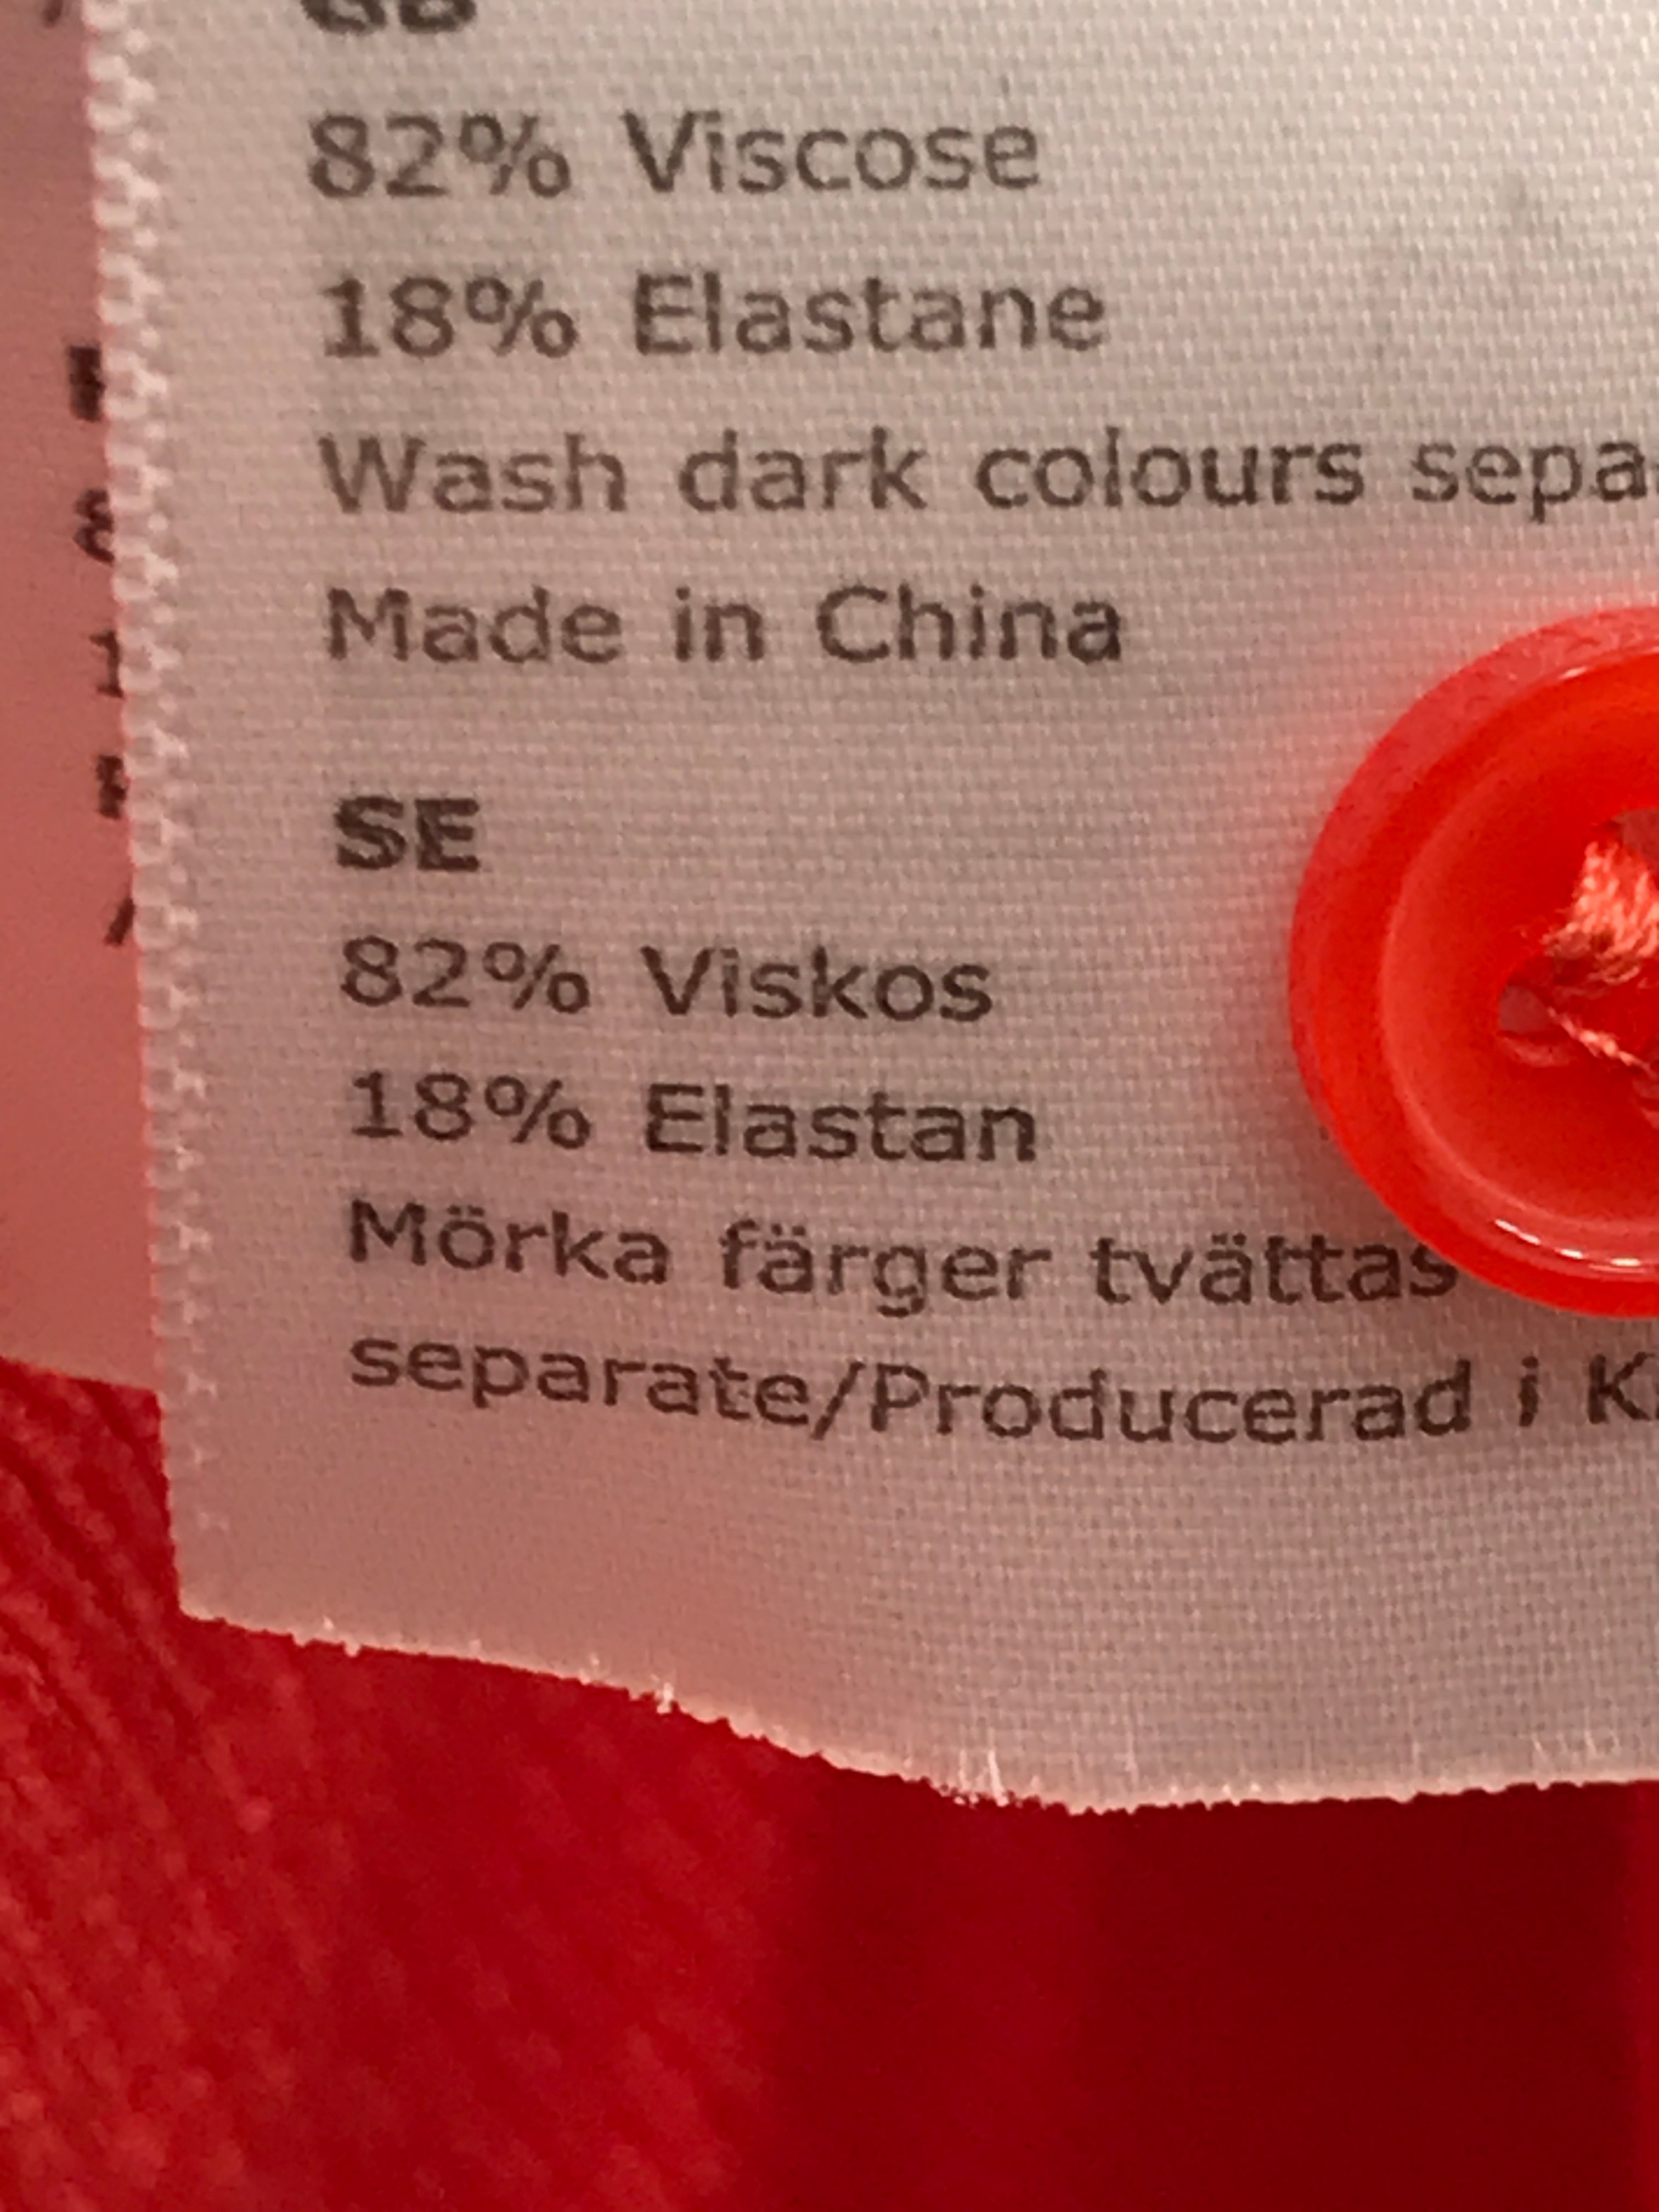 GB
82% Viscose
18% Elastane
Wash dark colours
Made in China
SE
82% Viskos
18% Elastan
Mörka färger tvättas
separate/Producerad i